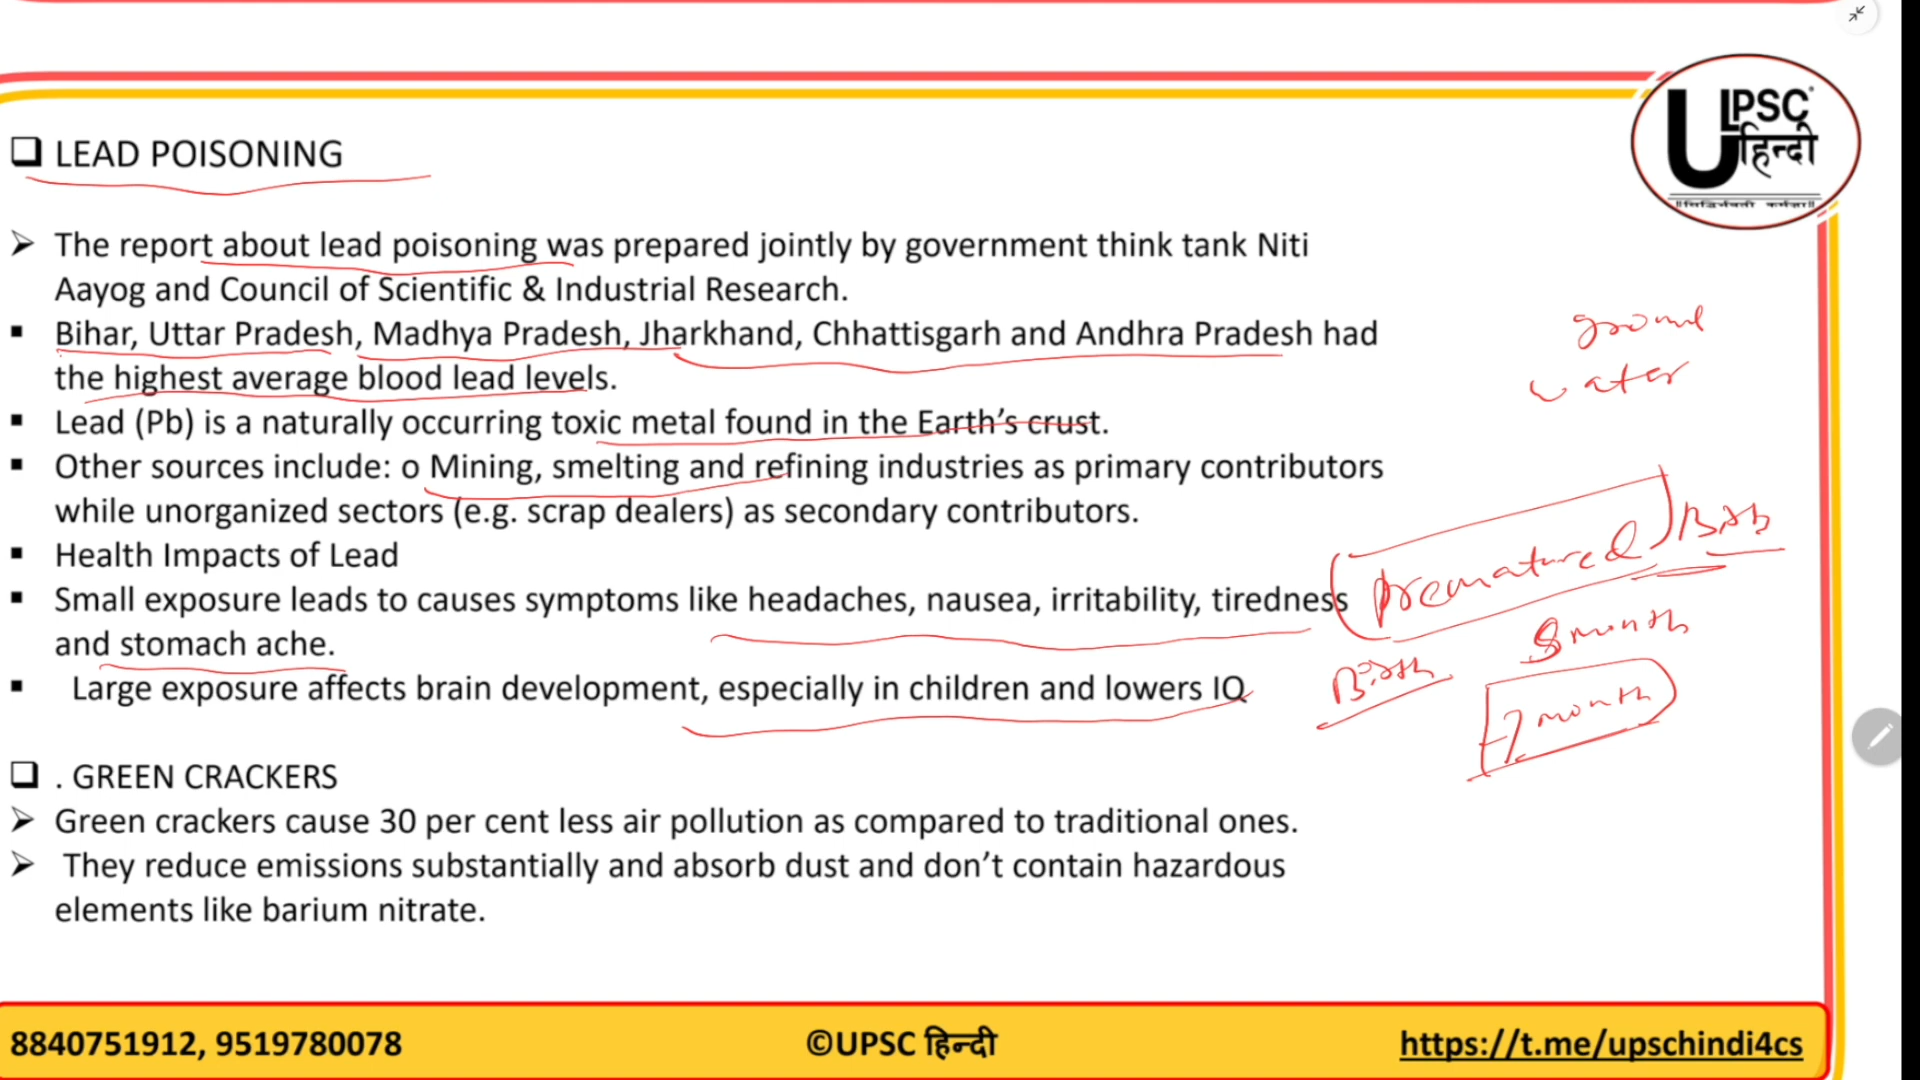 UPSC
हिन्दी
LEAD POISONING
The report about lead poisoning was prepared jointly by government think tank Niti
Aayog and Council of Scientific & Industrial Research.
Bihar, Uttar Pradesh, Madhya Pradesh, Jharkhand, Chhattisgarh and Andhra Pradesh had
the highest average blood lead levels.
Lead (Pb) is a naturally occurring toxic metal found in the Earth's crust.
Other sources include: o Mining, smelting and refining industries as primary contributors
while unorganized sectors (e.g. scrap dealers) as secondary contributors.
Health Impacts of Lead
Small exposure leads to causes symptoms like headaches, nausea, irritability, tiredness
and stomach ache.
Large exposure affects brain development, especially in children and lowers IQ
ground
water
Prematured
Birth
8 month
7 month
. GREEN CRACKERS
Green crackers cause 30 per cent less air pollution as compared to traditional ones.
They reduce emissions substantially and absorb dust and don't contain hazardous
elements like barium nitrate.
8840751912, 9519780078 ©UPSC हिन्दी https://t.me/upschindi4cs